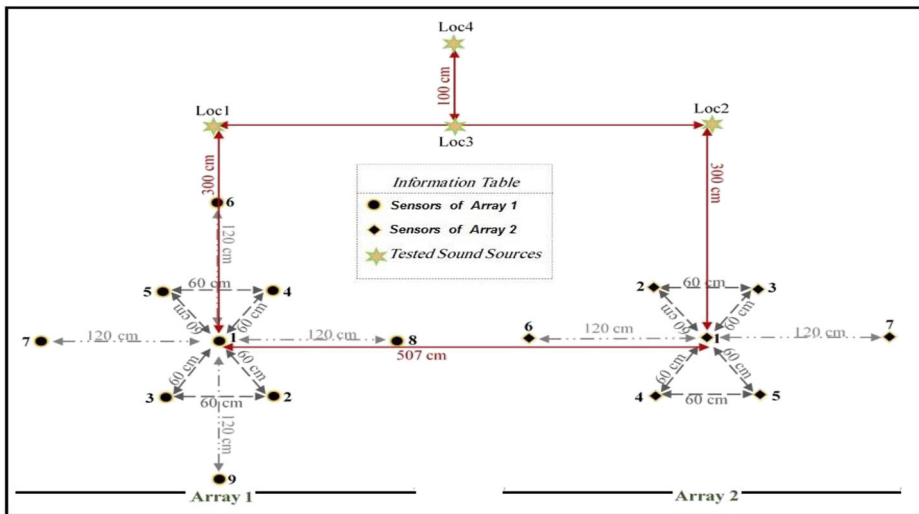 Loc4
100 cm
Loc1
Loc2
Loc3
300 cm
300 cm
Information Table
Sensors of Array 1
Sensors of Array 2
Tested Sound Sources
6
120 cm
5
60 cm
4
60 cm
60 cm
7
120 cm
1
120 cm
8
507 cm
60 cm
60 cm
3
60 cm
2
120 cm
9
2
60 cm
3
60 cm
60 cm
6
120 cm
1
120 cm
7
60 cm
60 cm
4
60 cm
5
Array 1
Array 2